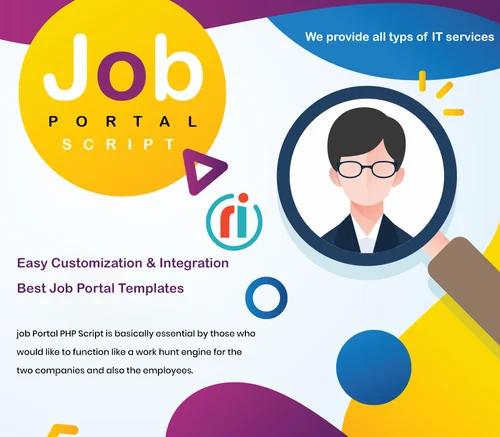 We provide all typs of IT services
Job
PORTAL
SCRIPT
ri
Easy Customization & Integration
Best Job Portal Templates
job Portal PHP Script is basically essential by those who
would like to function like a work hunt engine for the
two companies and also the employees.